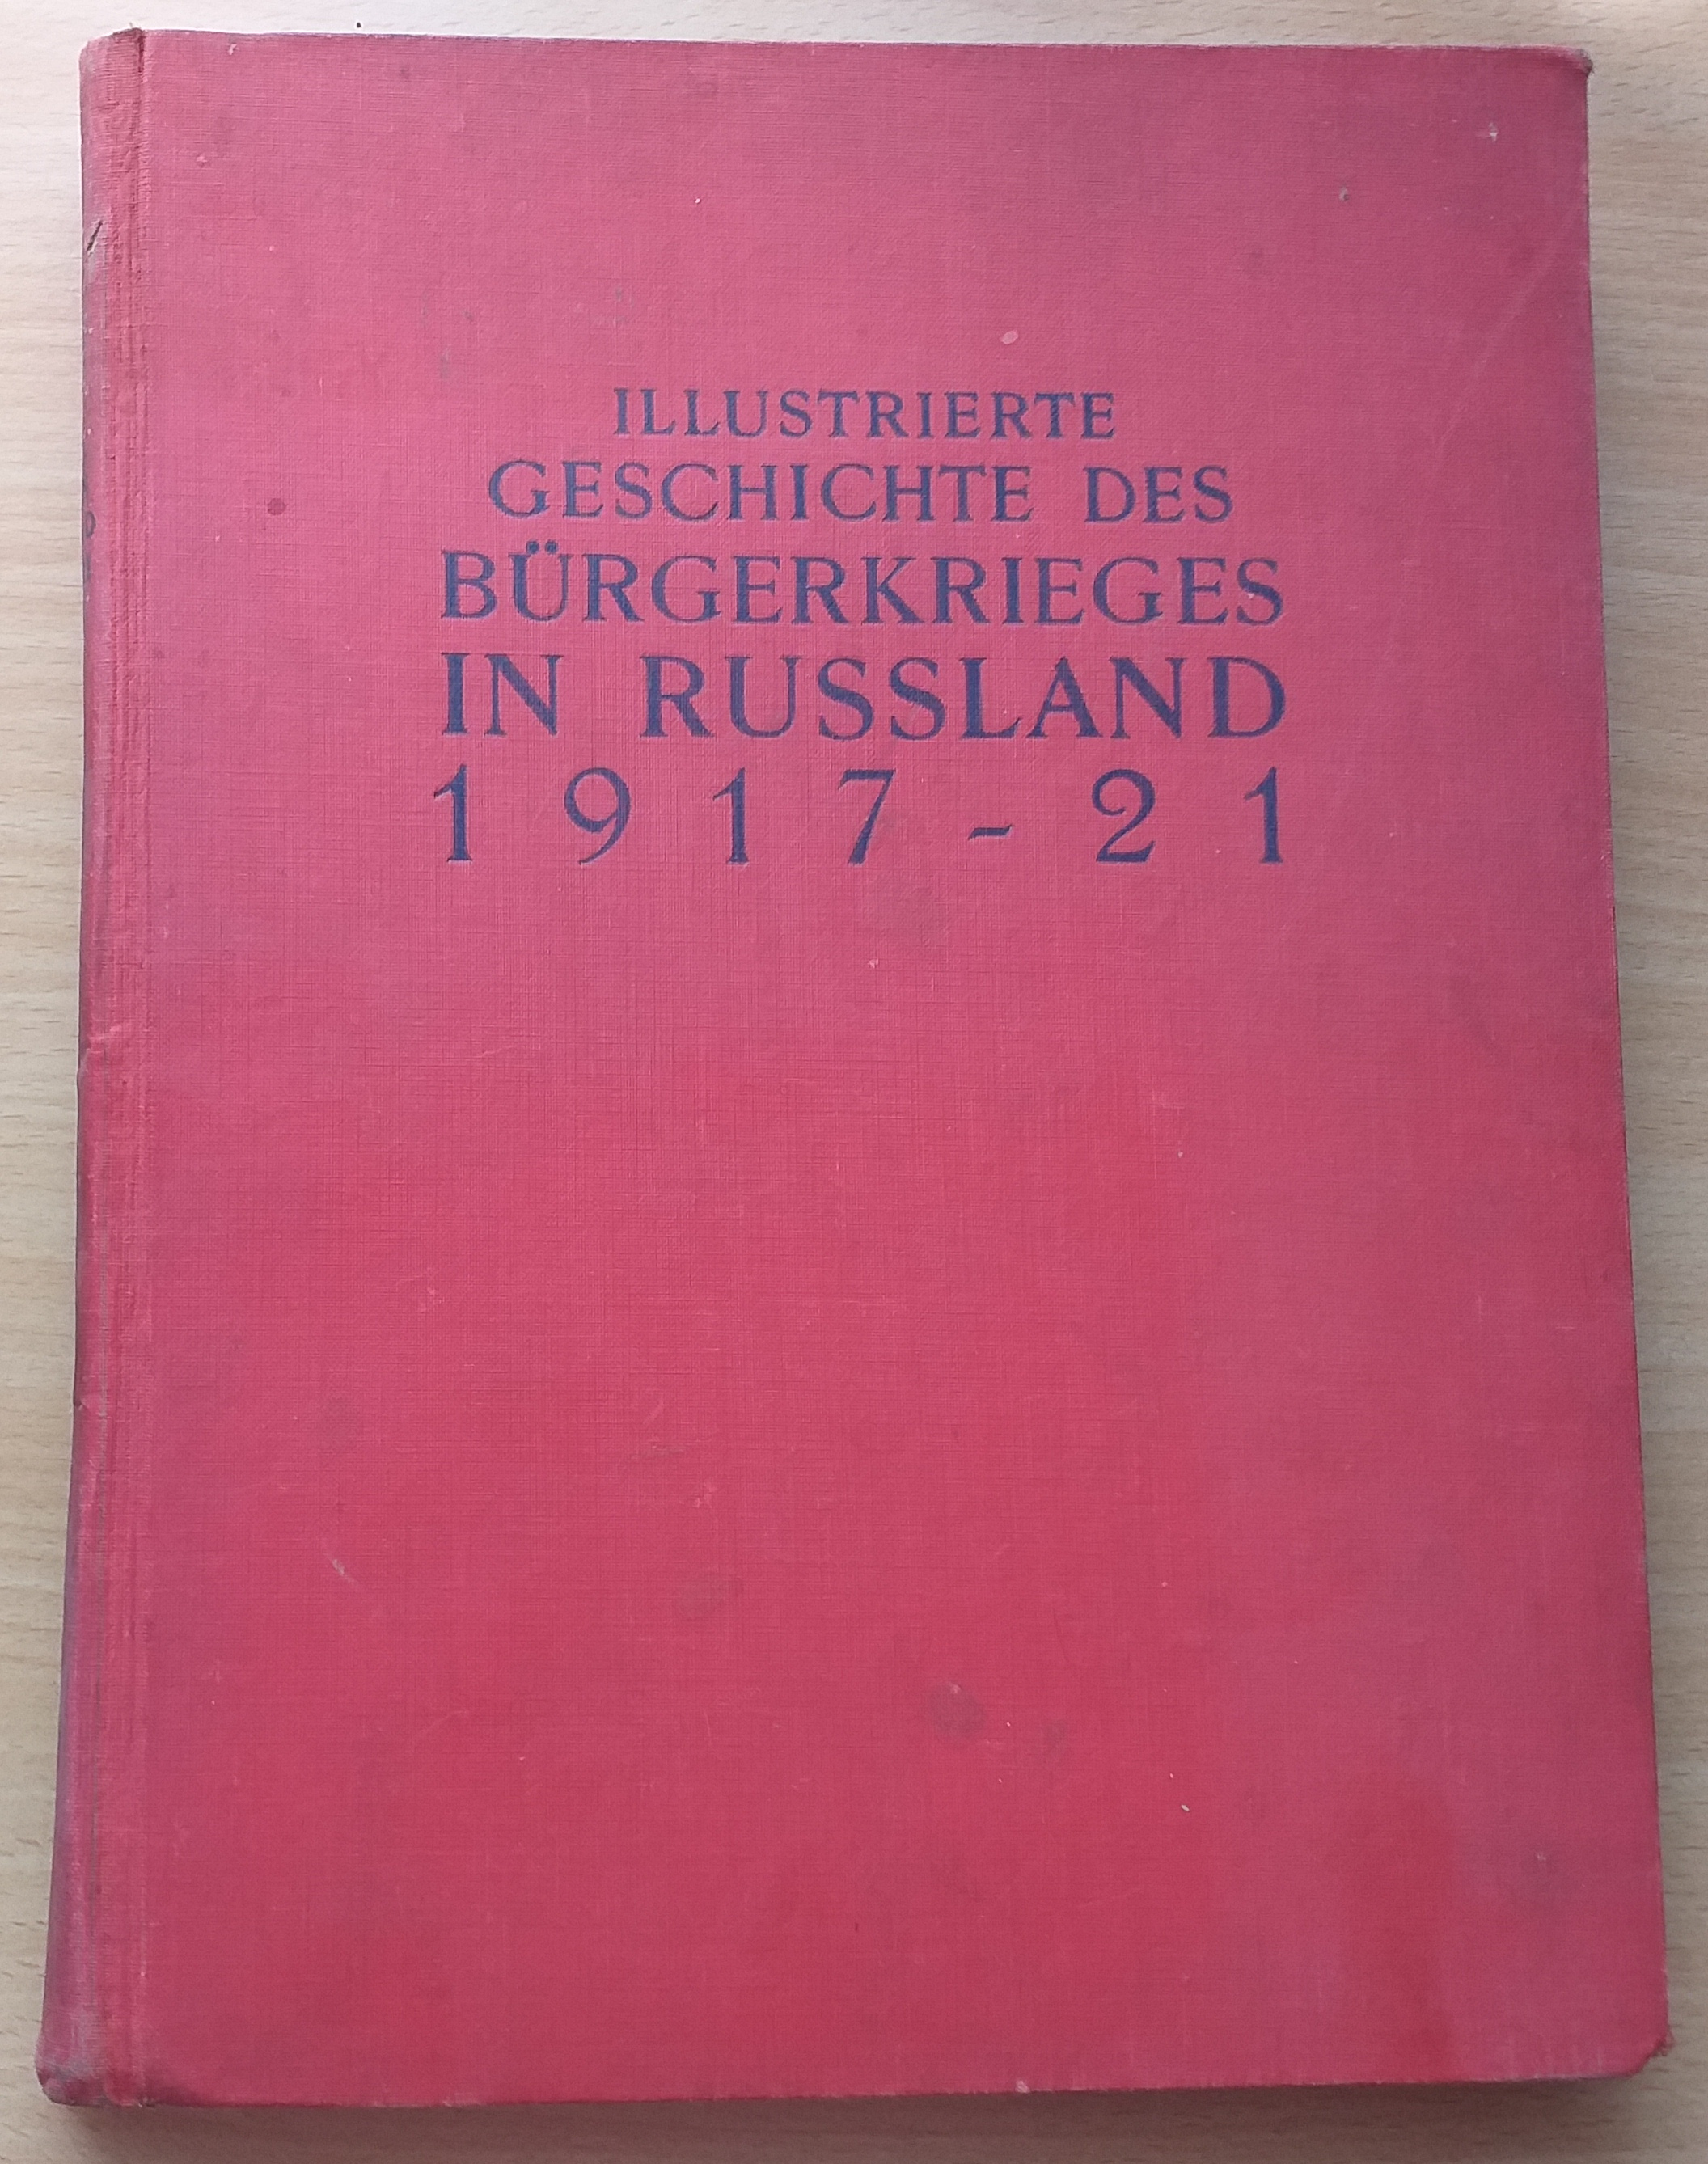 ILLUSTRIERTE
GESCHICHTE DES
BÜRGERKRIEGES
IN RUSSLAND
1917-21